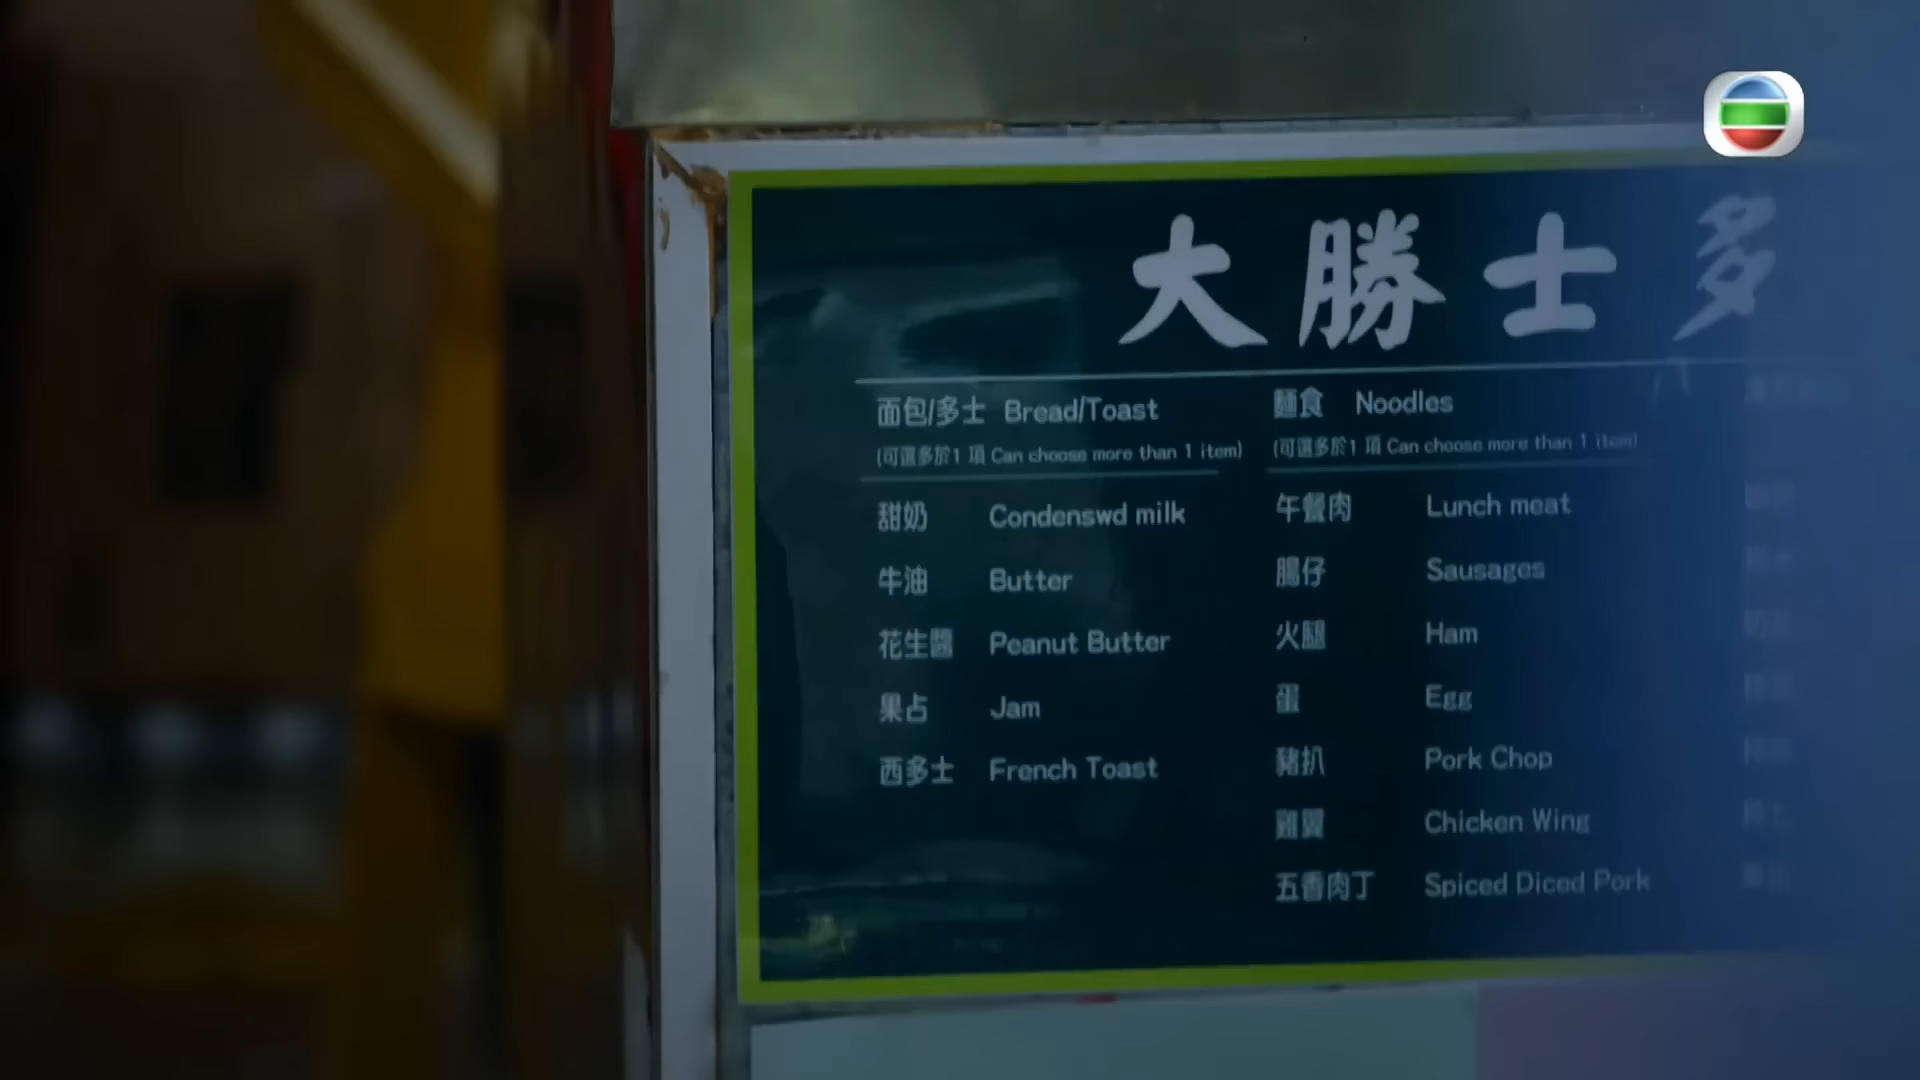 大勝士多
面包/多士 Bread/Toast
(可選多於1 項 Can choose more than 1 item)
甜奶 Condenswd milk
牛油 Butter
花生醬 Peanut Butter
果占 Jam
西多士 French Toast
麵食 Noodles
(可選多於1 項 Can choose more than 1 item)
午餐肉 Lunch meat
腸仔 Sausages
火腿 Ham
蛋 Egg
豬扒 Pork Chop
雞翼 Chicken Wing
五香肉丁 Spiced Diced Pork